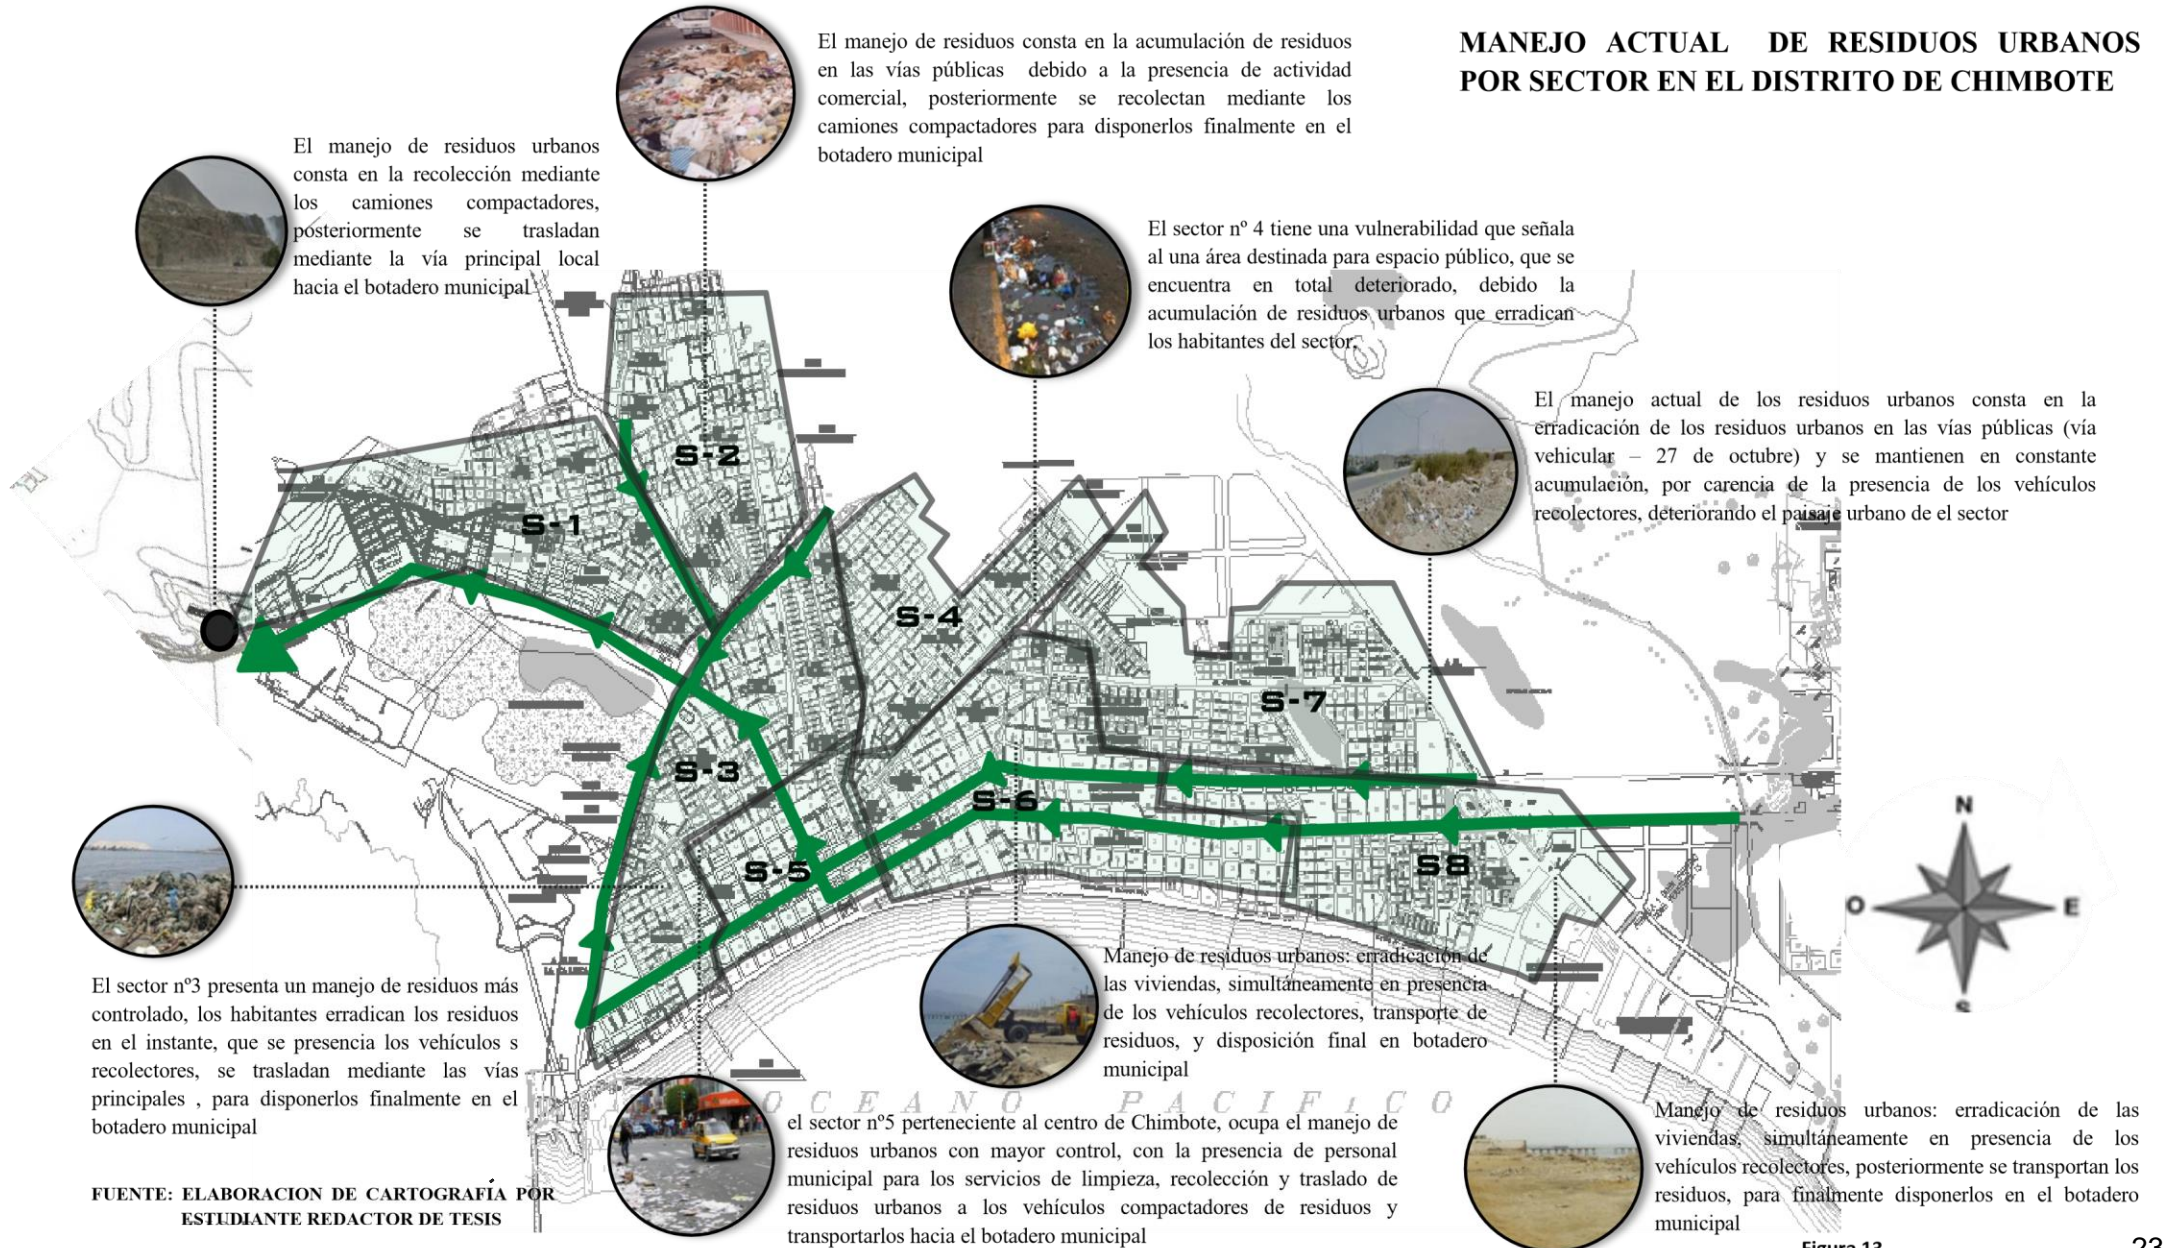 MANEJO ACTUAL DE RESIDUOS URBANOS
POR SECTOR EN EL DISTRITO DE CHIMBOTE
El manejo de residuos consta en la acumulación de residuos
en las vías públicas debido a la presencia de actividad
comercial, posteriormente se recolectan mediante los
camiones compactadores para disponerlos finalmente en el
botadero municipal
El manejo de residuos urbanos
consta en la recolección mediante
los camiones compactadores,
posteriormente se trasladan
mediante la vía principal local
hacia el botadero municipal
El sector nº 4 tiene una vulnerabilidad que señala
al una área destinada para espacio público, que se
encuentra en total deteriorado, debido la
acumulación de residuos urbanos que erradican
los habitantes del sector.
El manejo actual de los residuos urbanos consta en la
erradicación de los residuos urbanos en las vías públicas (vía
vehicular – 27 de octubre) y se mantienen en constante
acumulación, por carencia de la presencia de los vehículos
recolectores, deteriorando el paisaje urbano de el sector
S-2
S-1
S-4
S-7
S-3
S-6
S-5
S8
N
O
E
S
El sector nº3 presenta un manejo de residuos más
controlado, los habitantes erradican los residuos
en el instante, que se presencia los vehículos s
recolectores, se trasladan mediante las vías
principales , para disponerlos finalmente en el
botadero municipal
Manejo de residuos urbanos: erradicación de
las viviendas, simultáneamente en presencia
de los vehículos recolectores, transporte de
residuos, y disposición final en botadero
municipal
OCEANO PACIFICO
el sector nº5 perteneciente al centro de Chimbote, ocupa el manejo de
residuos urbanos con mayor control, con la presencia de personal
municipal para los servicios de limpieza, recolección y traslado de
residuos urbanos a los vehículos compactadores de residuos y
transportarlos hacia el botadero municipal
Manejo de residuos urbanos: erradicación de las
viviendas, simultáneamente en presencia de los
vehículos recolectores, posteriormente se transportan los
residuos, para finalmente disponerlos en el botadero
municipal
FUENTE: ELABORACION DE CARTOGRAFÍA POR
ESTUDIANTE REDACTOR DE TESIS
Figura 13
23